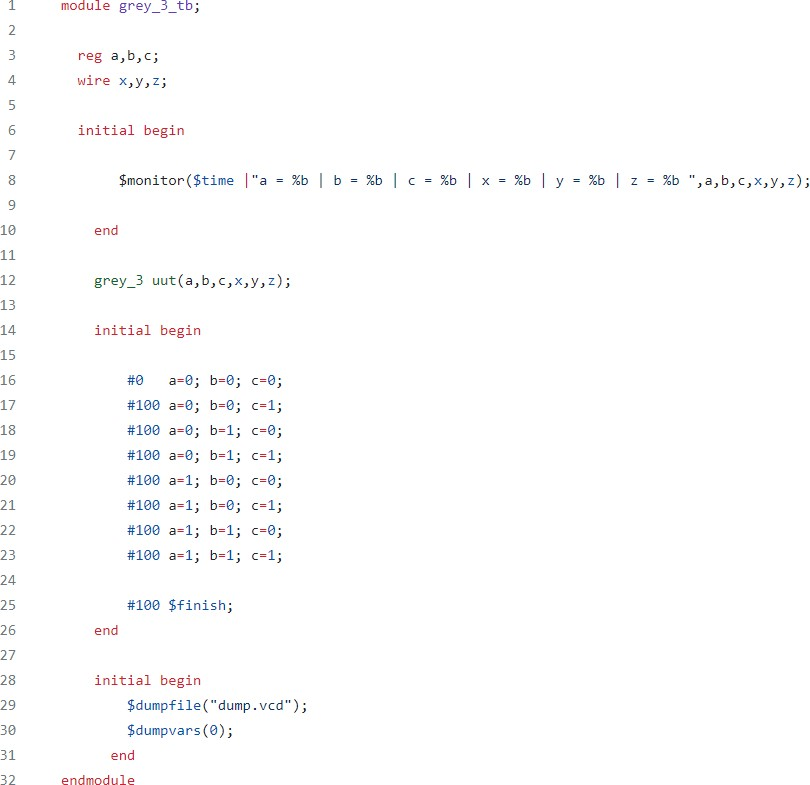 1 module grey_3_tb;
2
3 reg a,b,c;
4 wire x,y,z;
5
6 initial begin
7
8 $monitor($time |"a = %b | b = %b | c = %b | x = %b | y = %b | z = %b ",a,b,c,x,y,z);
9
10 end
11
12 grey_3 uut(a,b,c,x,y,z);
13
14 initial begin
15
16 #0 a=0; b=0; c=0;
17 #100 a=0; b=0; c=1;
18 #100 a=0; b=1; c=0;
19 #100 a=0; b=1; c=1;
20 #100 a=1; b=0; c=0;
21 #100 a=1; b=0; c=1;
22 #100 a=1; b=1; c=0;
23 #100 a=1; b=1; c=1;
24
25 #100 $finish;
26 end
27
28 initial begin
29 $dumpfile("dump.vcd");
30 $dumpvars(0);
31 end
32 endmodule